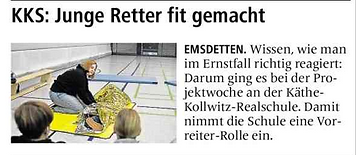 KKS: Junge Retter fit gemacht
EMSDETTEN. Wissen, wie man
im Ernstfall richtig reagiert:
Darum ging es bei der Pro-
jektwoche an der Käthe-
Kollwitz-Realschule. Damit
nimmt die Schule eine Vor-
reiter-Rolle ein.